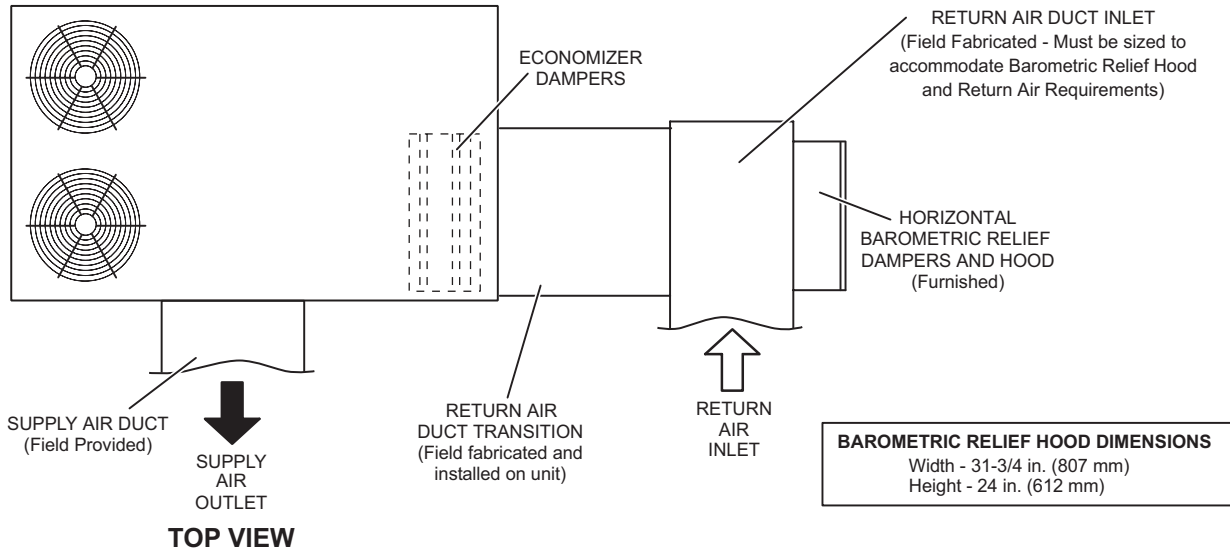 RETURN AIR DUCT INLET
(Field Fabricated - Must be sized to
accommodate Barometric Relief Hood
and Return Air Requirements)
ECONOMIZER
DAMPERS
HORIZONTAL
BAROMETRIC RELIEF
DAMPERS AND HOOD
(Furnished)
SUPPLY AIR DUCT
(Field Provided)
SUPPLY
AIR
OUTLET
RETURN AIR
DUCT TRANSITION
(Field fabricated and
installed on unit)
RETURN
AIR
INLET
BAROMETRIC RELIEF HOOD DIMENSIONS
Width - 31-3/4 in. (807 mm)
Height - 24 in. (612 mm)
TOP VIEW